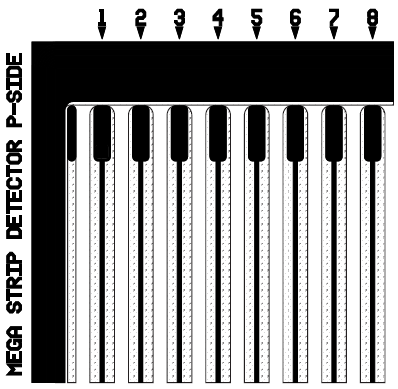 1 2 3 4 5 6 7 8
MEGA STRIP DETECTOR P-SIDE